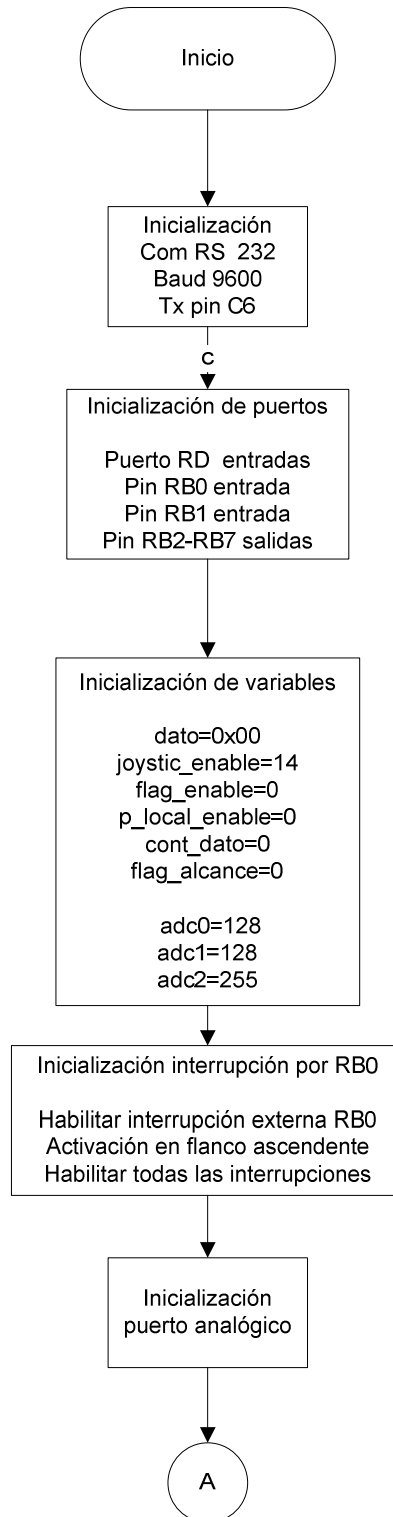 Inicio
Inicialización
Com RS 232
Baud 9600
Tx pin C6
c
Inicialización de puertos
Puerto RD entradas
Pin RB0 entrada
Pin RB1 entrada
Pin RB2-RB7 salidas
Inicialización de variables
dato=0x00
joystic_enable=14
flag_enable=0
p_local_enable=0
cont_dato=0
flag_alcance=0
adc0=128
adc1=128
adc2=255
Inicialización interrupción por RB0
Habilitar interrupción externa RB0
Activación en flanco ascendente
Habilitar todas las interrupciones
Inicialización
puerto analógico
A